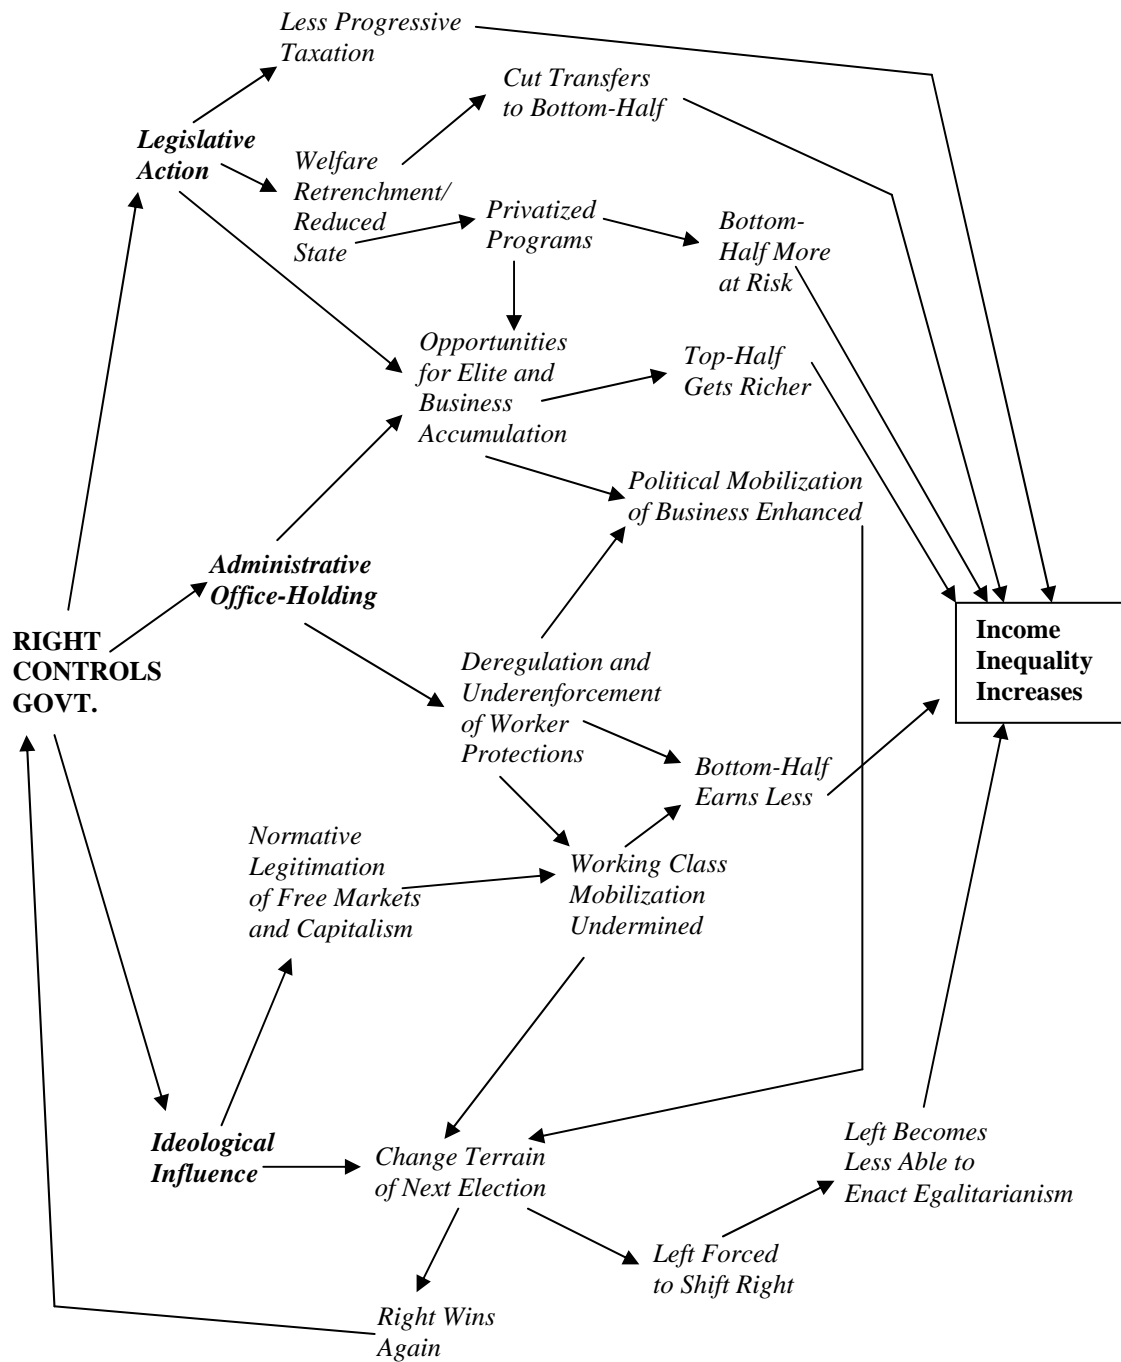 Less Progressive
Taxation
Cut Transfers
to Bottom-Half
Legislative
Action
Welfare
Retrenchment/
Reduced
State
Privatized
Programs
Bottom-
Half More
at Risk
Opportunities
for Elite and
Business
Accumulation
Top-Half
Gets Richer
Political Mobilization
of Business Enhanced
Administrative
Office-Holding
RIGHT
CONTROLS
GOVT.
Income
Inequality
Increases
Deregulation and
Underenforcement
of Worker
Protections
Bottom-Half
Earns Less
Normative
Legitimation
of Free Markets
and Capitalism
Working Class
Mobilization
Undermined
Ideological
Influence
Change Terrain
of Next Election
Left Becomes
Less Able to
Enact Egalitarianism
Left Forced
to Shift Right
Right Wins
Again